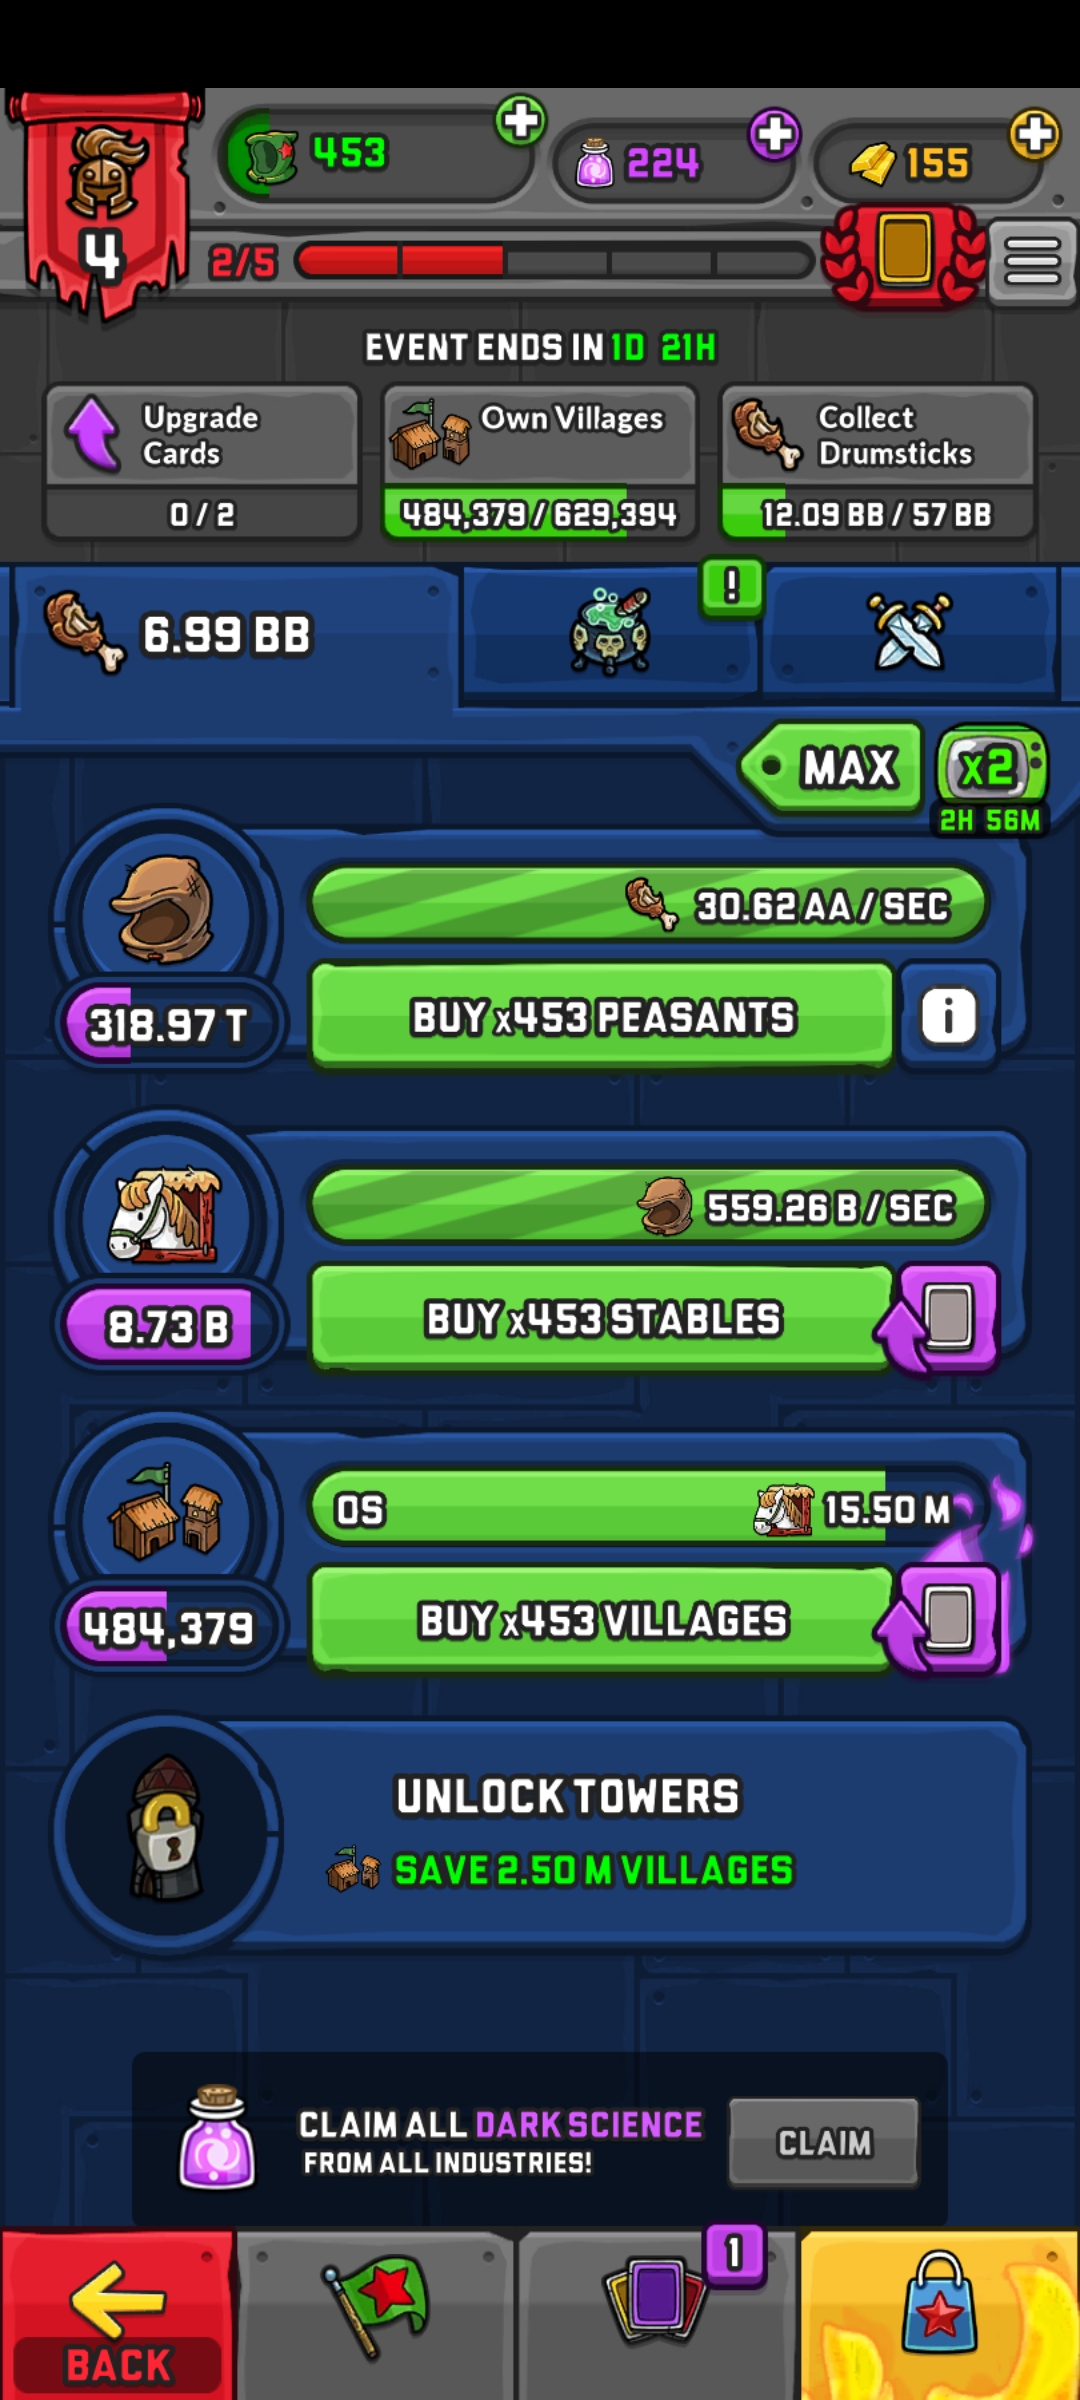 453
224
155
4
2/5
EVENT ENDS IN 1D 21H
Upgrade
Cards
0 / 2
Own Villages
484,379 / 629,394
Collect
Drumsticks
12.09 BB / 57 BB
6.99 BB
!
MAX
x2
2H 56M
30.62 AA / SEC
318.97 T
BUY x453 PEASANTS
i
559.26 B / SEC
8.73 B
BUY x453 STABLES
0S
15.50 M
484,379
BUY x453 VILLAGES
UNLOCK TOWERS
SAVE 2.50 M VILLAGES
CLAIM ALL DARK SCIENCE
FROM ALL INDUSTRIES!
CLAIM
1
BACK